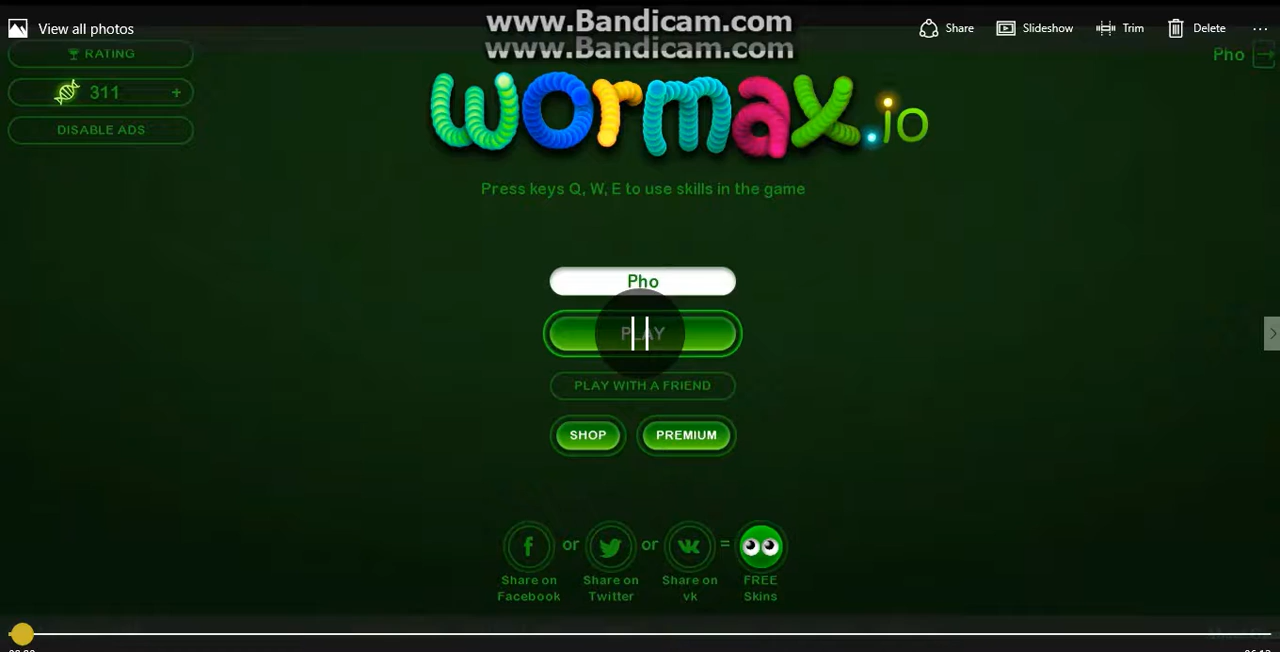 www.Bandicam.com
www.Bandicam.com
View all photos
Share
Slideshow
Trim
Delete
...
RATING
Pho
311 +
DISABLE ADS
wormax.io
Press keys Q, W, E to use skills in the game
Pho
PLAY
PLAY WITH A FRIEND
SHOP
PREMIUM
f or or = 
Share on Facebook
Share on Twitter
Share on vk
FREE Skins